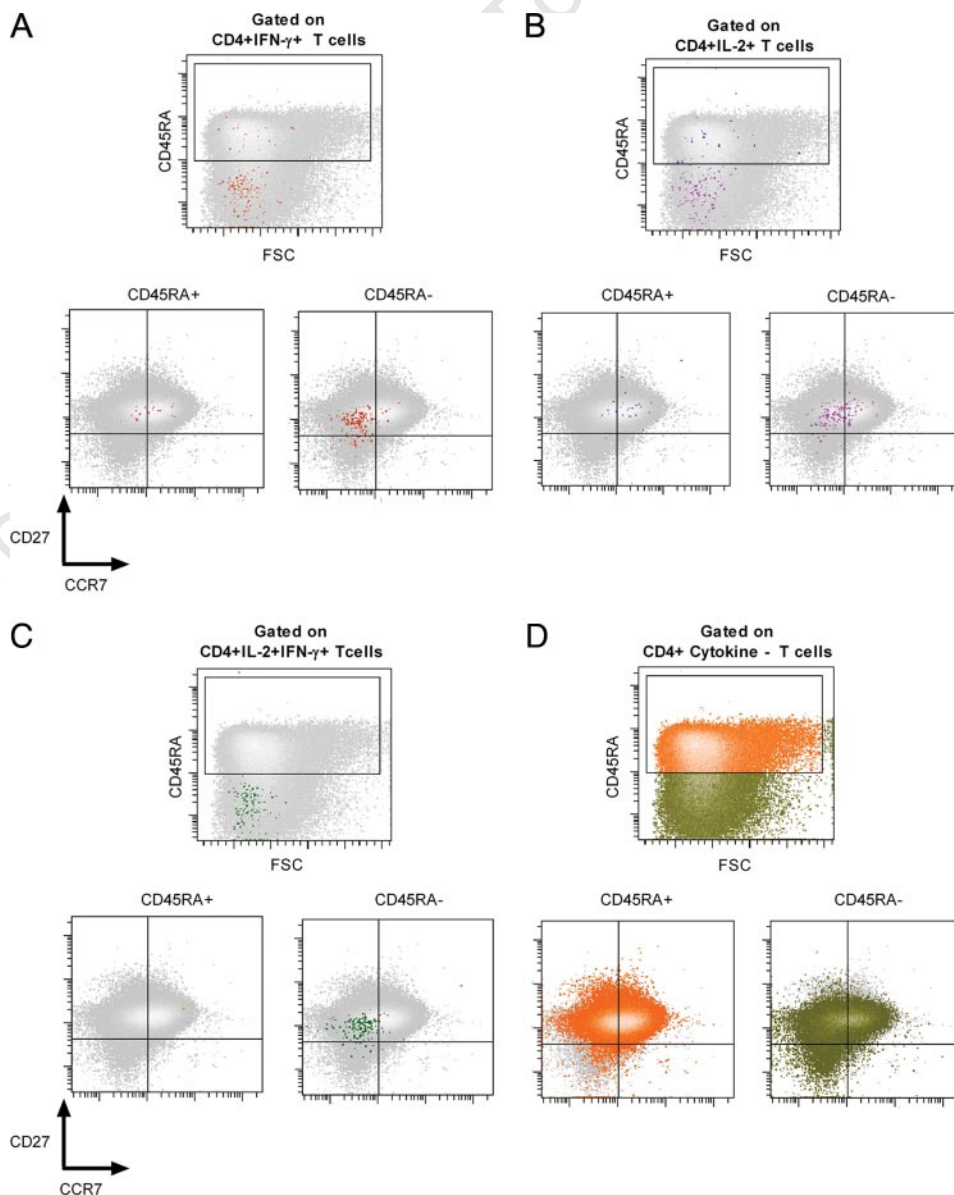 A
Gated on
CD4+IFN-γ+ T cells
CD45RA
FSC
CD45RA+
CD45RA-
B
Gated on
CD4+IL-2+ T cells
CD45RA
FSC
CD45RA+
CD45RA-
CD27
CCR7
C
Gated on
CD4+IL-2+IFN-γ+ Tcells
CD45RA
FSC
CD45RA+
CD45RA-
D
Gated on
CD4+ Cytokine - T cells
CD45RA
FSC
CD45RA+
CD45RA-
CD27
CCR7